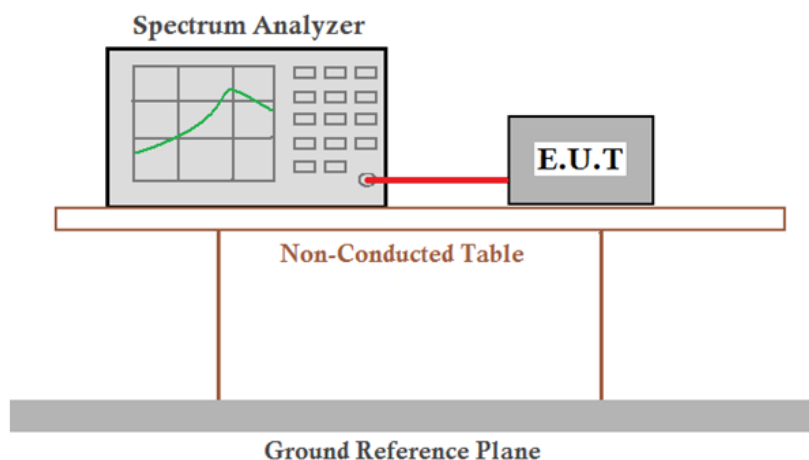 Spectrum Analyzer
E.U.T
Non-Conducted Table
Ground Reference Plane